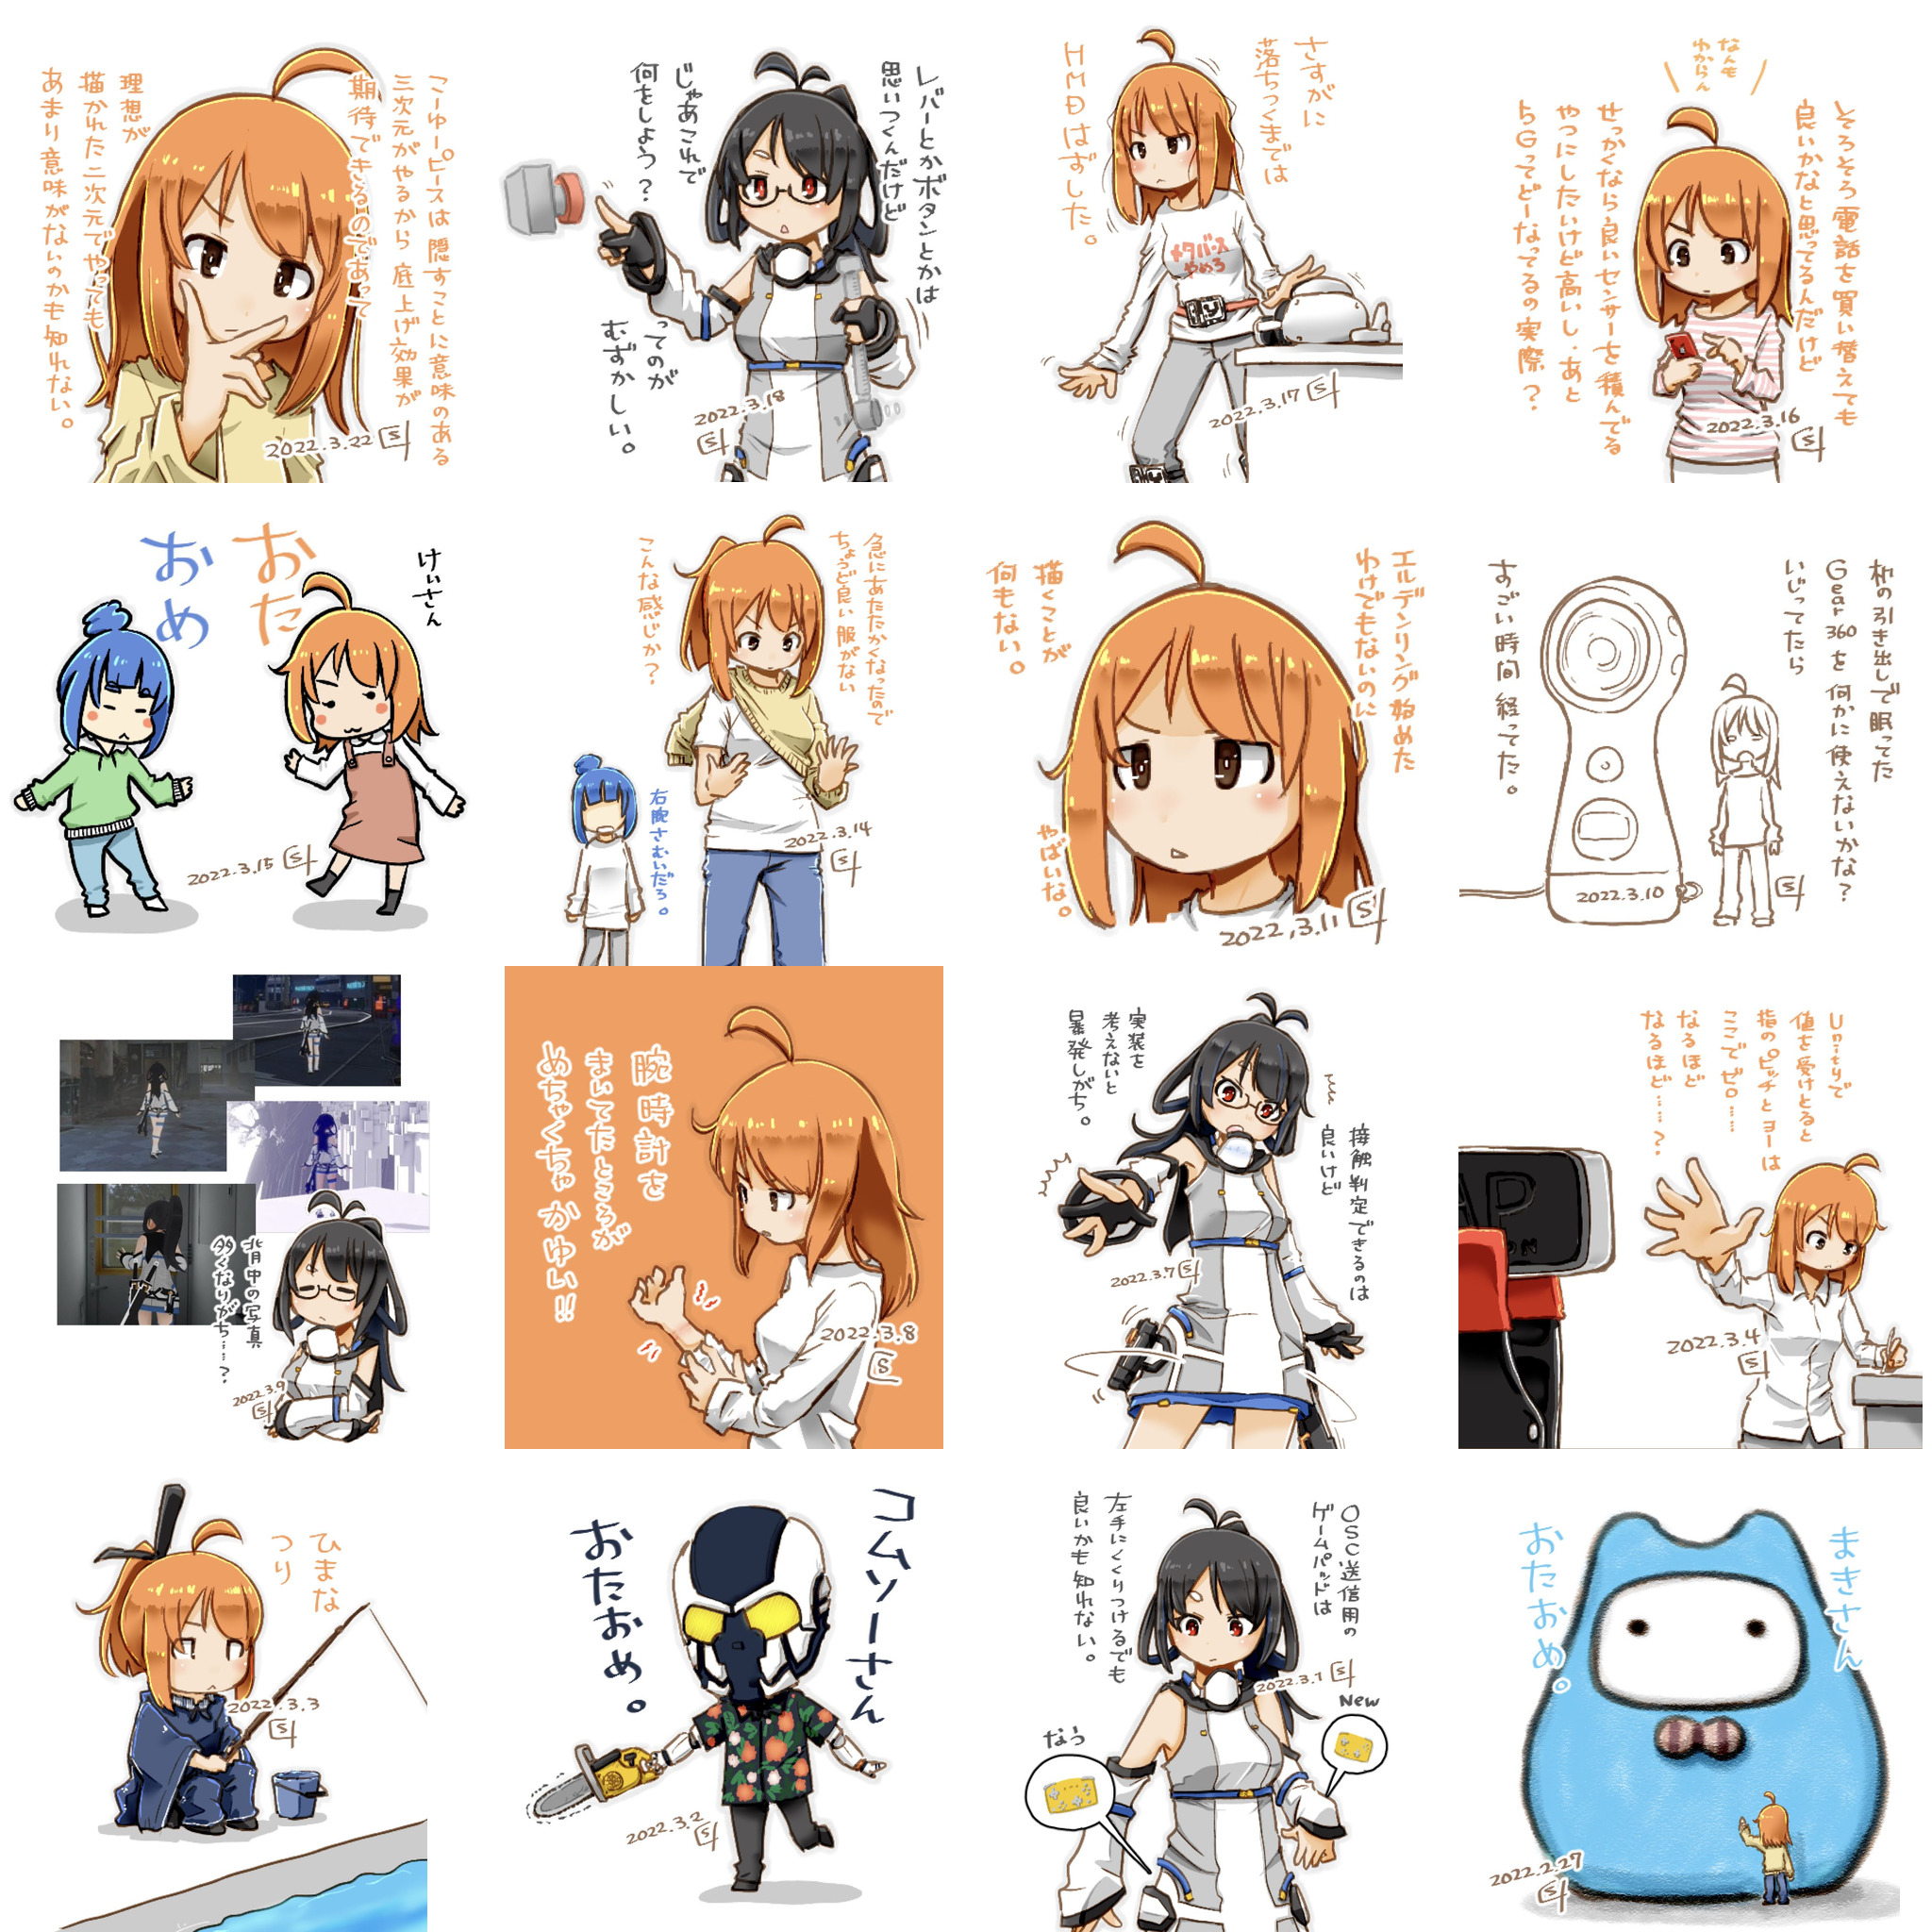 こーゆーピースは隠すことに意味のある
三次元がやるから底上げ効果が
期待できるのであって
理想が
描かれた二次元でやっても
あまり意味がないのかも知れない。
2022.3.22
レバーとかボタンとかは
思いつくんだけど
じゃあこれで
何をしよう？
ってのが
むずかしい。
2022.3.18
さすがに
落ちつくまでは
HMDはずした。
メタバース
やめろ
2022.3.17
なんも
わからん
そろそろ電話を買い替えても
良いかなと思ってるんだけど
せっかくなら良いセンサーを積んでる
やつにしたいけど高いし、あと
5Gってどーなってるの実際？
2022.3.16
けいさん
おた
おめ
2022.3.15
急にあたたかくなったので
ちょうど良い服がない
こんな感じか？
右腕さむいだろ。
2022.3.14
エルデンリング始めた
わけでもないのに
描くことが
何もない。
やばいな。
2022.3.11
机の引き出しで眠ってた
Gear 360を何かに使えないかな？
いじってたら
すごい時間経ってた。
2022.3.10
背中の写真
多くなりがち……？
2022.3.9
腕時計を
まいてたところが
めちゃくちゃかゆい!!
2022.3.8
実装を
考えないと
暴発しがち。
接触判定できるのは
良いけど
2022.3.7
Unityで
値を受けとると
指のピッチとヨーは
ここでゼロ……
なるほど
なるほど……？
2022.3.4
ひまな
つり
2022.3.3
コムソーさん
おたおめ。
2022.3.2
OSC送信用の
ゲームパッドは
左手にくくりつけるでも
良いかも知れない。
2022.3.1
New
なう
まきさん
おたおめ。
2022.2.27